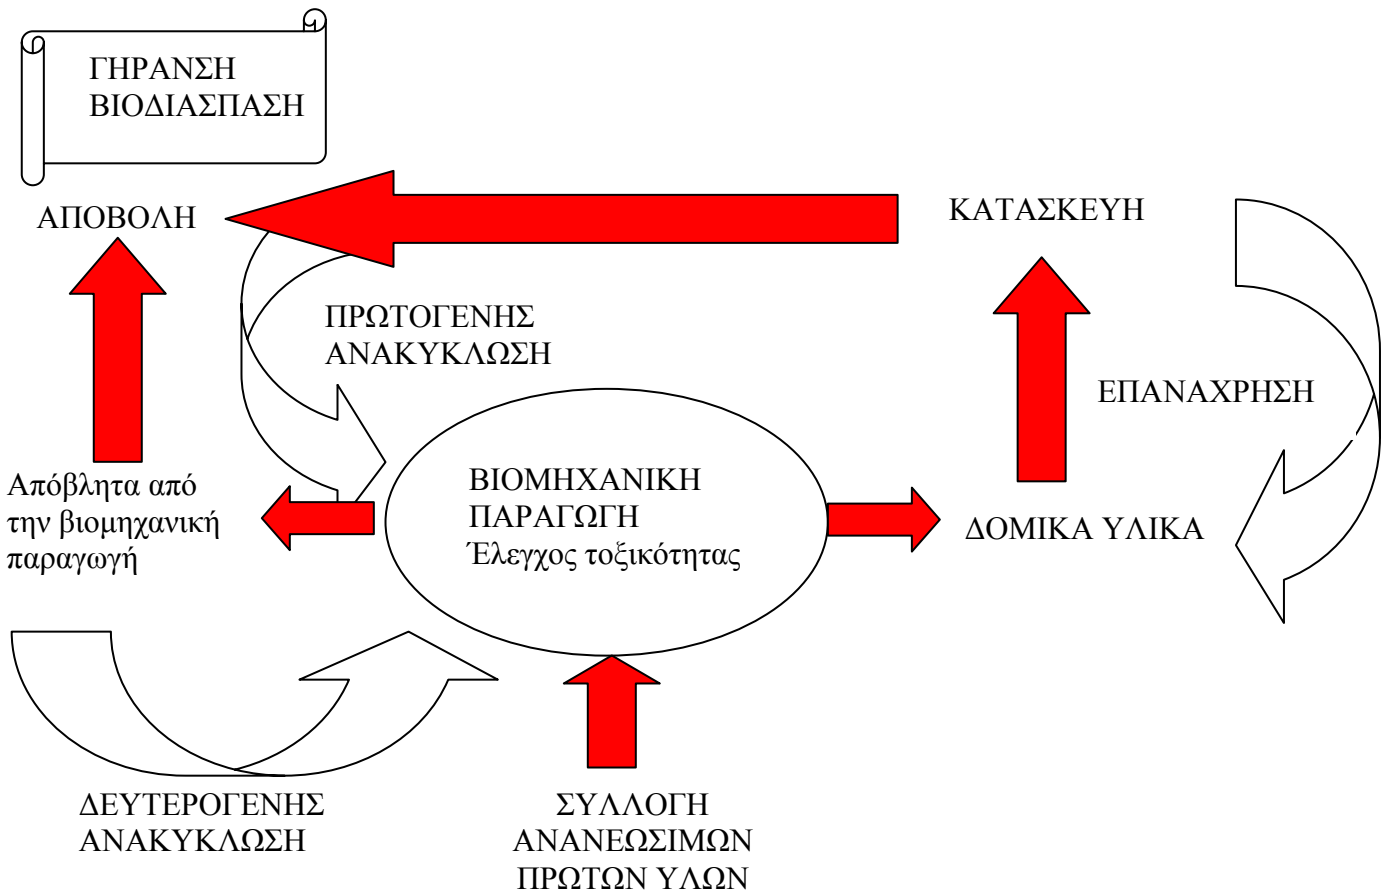 ΓΗΡΑΝΣΗ
ΒΙΟΔΙΑΣΠΑΣΗ
ΑΠΟΒΟΛΗ
ΚΑΤΑΣΚΕΥΗ
ΠΡΩΤΟΓΕΝΗΣ
ΑΝΑΚΥΚΛΩΣΗ
ΕΠΑΝΑΧΡΗΣΗ
Απόβλητα από
την βιομηχανική
παραγωγή
ΒΙΟΜΗΧΑΝΙΚΗ
ΠΑΡΑΓΩΓΗ
Έλεγχος τοξικότητας
ΔΟΜΙΚΑ ΥΛΙΚΑ
ΔΕΥΤΕΡΟΓΕΝΗΣ
ΑΝΑΚΥΚΛΩΣΗ
ΣΥΛΛΟΓΗ
ΑΝΑΝΕΩΣΙΜΩΝ
ΠΡΩΤΩΝ ΥΛΩΝ